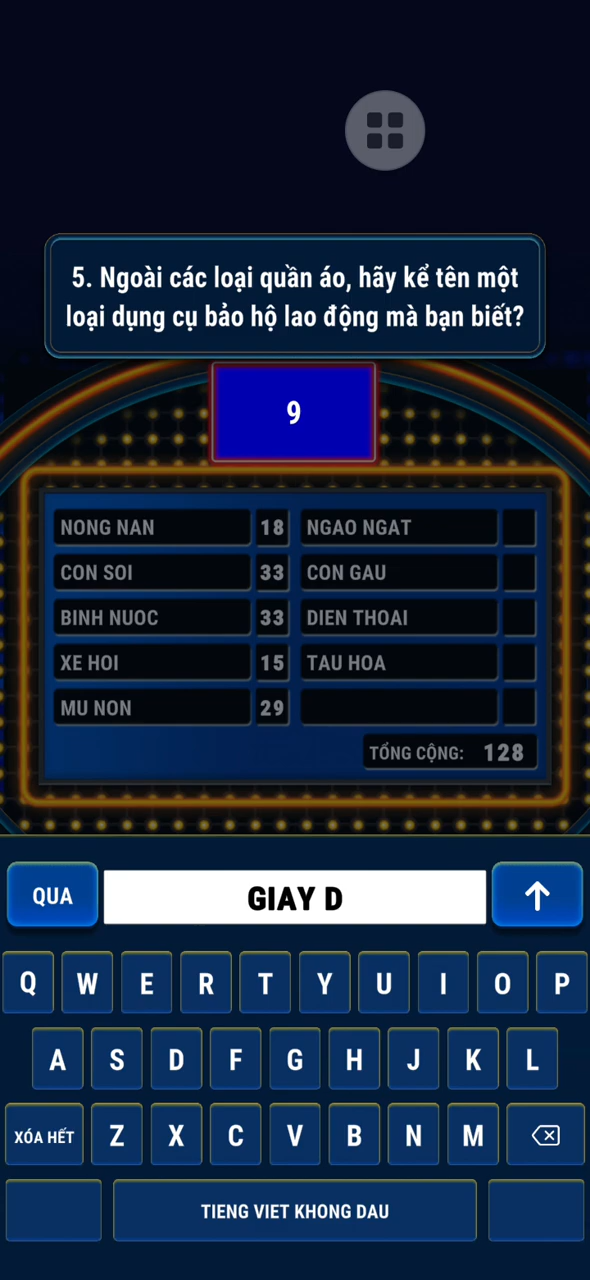 5. Ngoài các loại quần áo, hãy kể tên một
loại dụng cụ bảo hộ lao động mà bạn biết?
9
NONG NAN 18 NGAO NGAT
CON SOI 33 CON GAU
BINH NUOC 33 DIEN THOAI
XE HOI 15 TAU HOA
MU NON 29
TỔNG CỘNG: 128
QUA GIAY D
Q W E R T Y U I O P
A S D F G H J K L
XÓA HẾT Z X C V B N M
TIENG VIET KHONG DAU